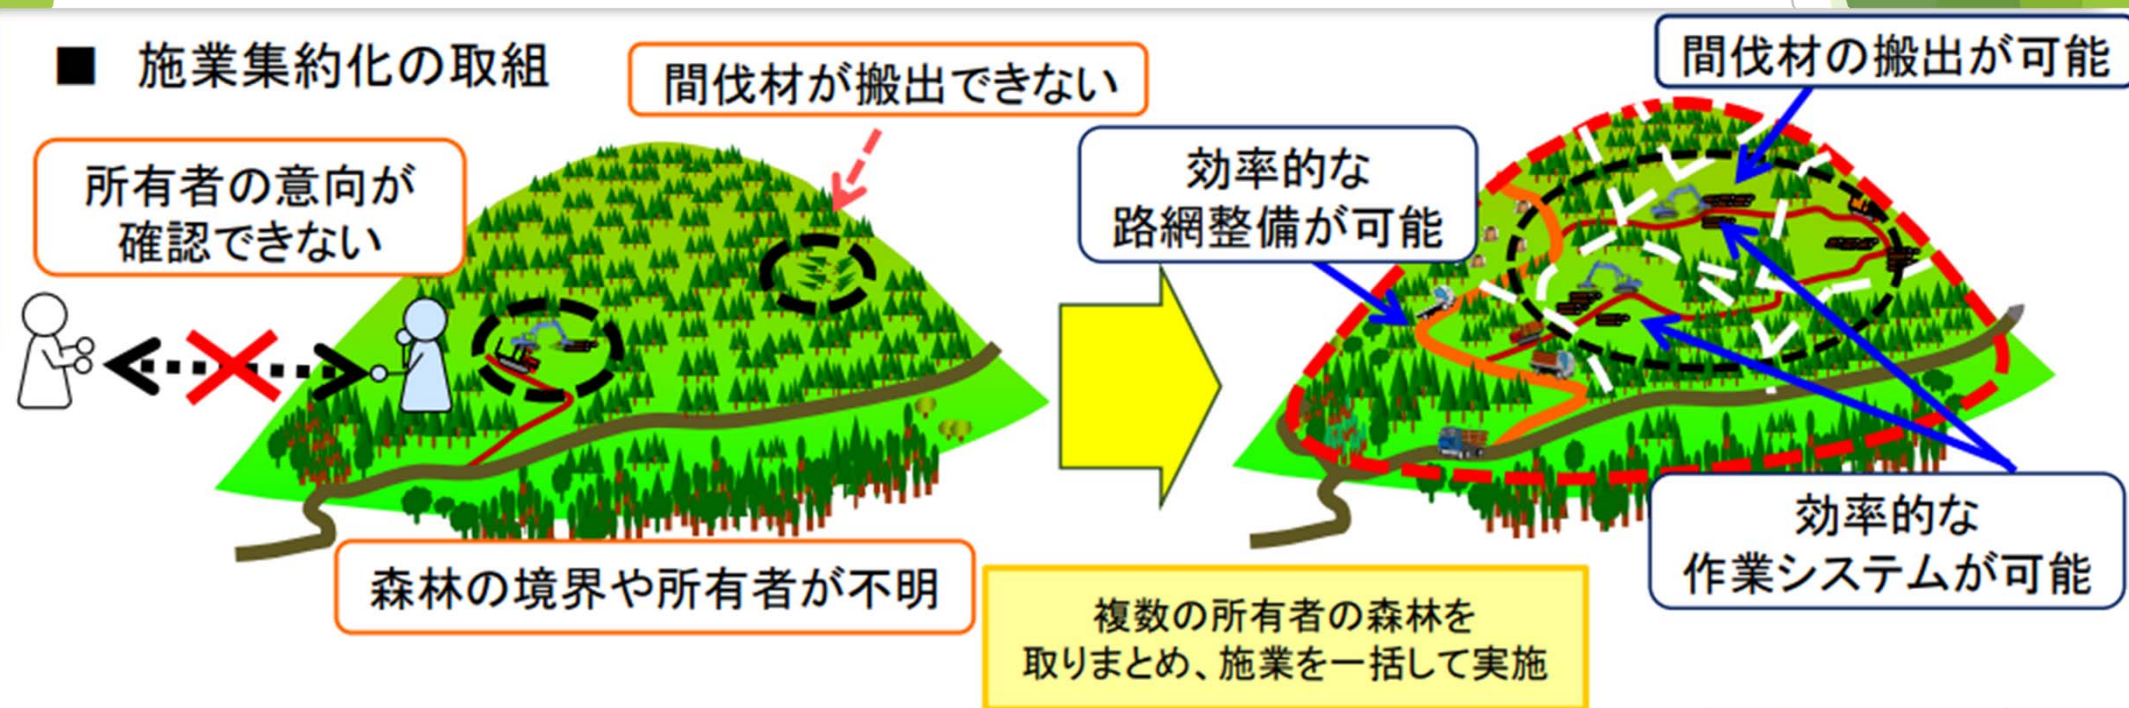 ■ 施業集約化の取組
間伐材が搬出できない
所有者の意向が
確認できない
森林の境界や所有者が不明
間伐材の搬出が可能
効率的な
路網整備が可能
効率的な
作業システムが可能
複数の所有者の森林を
取りまとめ、施業を一括して実施